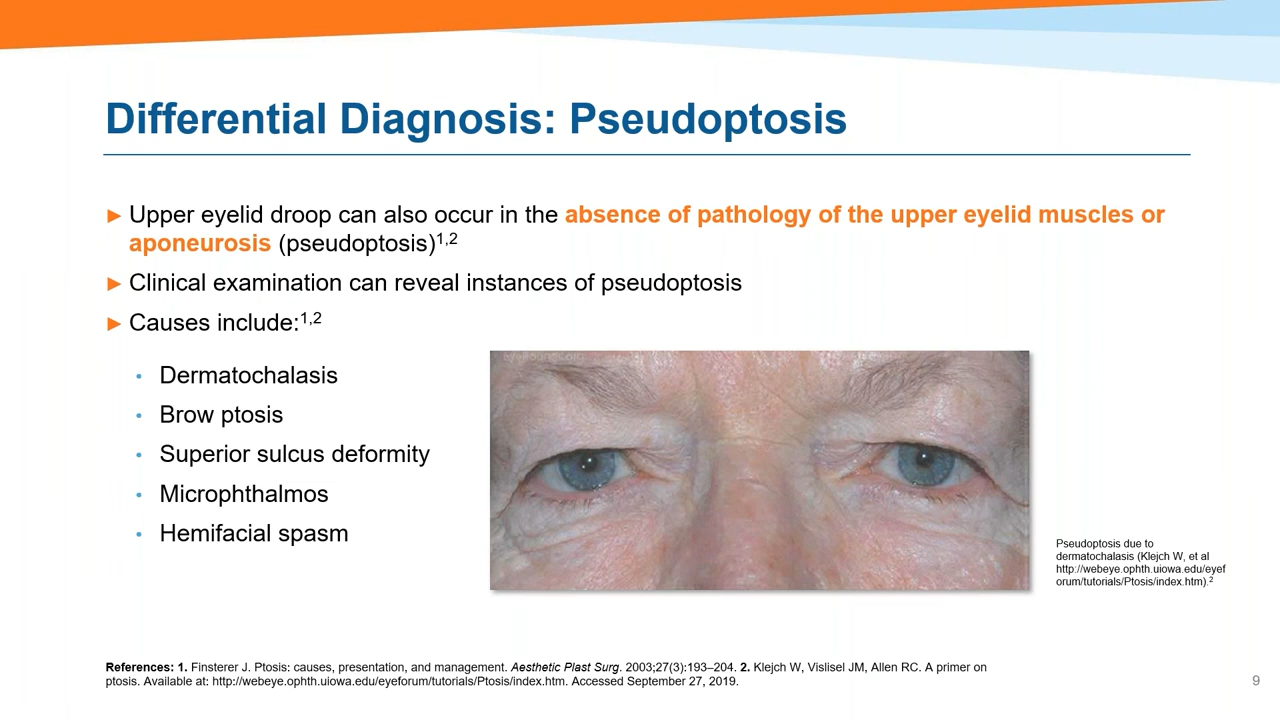 Differential Diagnosis: Pseudoptosis
► Upper eyelid droop can also occur in the absence of pathology of the upper eyelid muscles or
aponeurosis (pseudoptosis)1,2
► Clinical examination can reveal instances of pseudoptosis
► Causes include:1,2
• Dermatochalasis
• Brow ptosis
• Superior sulcus deformity
• Microphthalmos
• Hemifacial spasm
Pseudoptosis due to
dermatochalasis (Klejch W, et al
http://webeye.ophth.uiowa.edu/eyef
orum/tutorials/Ptosis/index.htm).2
References: 1. Finsterer J. Ptosis: causes, presentation, and management. Aesthetic Plast Surg. 2003;27(3):193–204. 2. Klejch W, Vislisel JM, Allen RC. A primer on
ptosis. Available at: http://webeye.ophth.uiowa.edu/eyeforum/tutorials/Ptosis/index.htm. Accessed September 27, 2019.
9